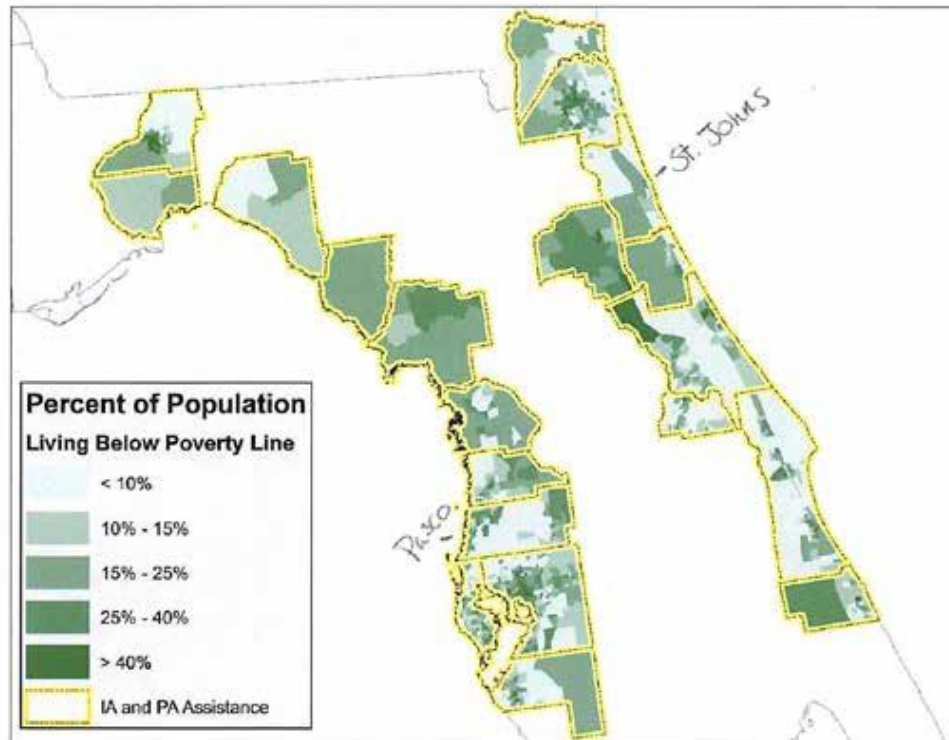 St. Johns
Pasco
Percent of Population
Living Below Poverty Line
< 10%
10% - 15%
15% - 25%
25% - 40%
> 40%
IA and PA Assistance